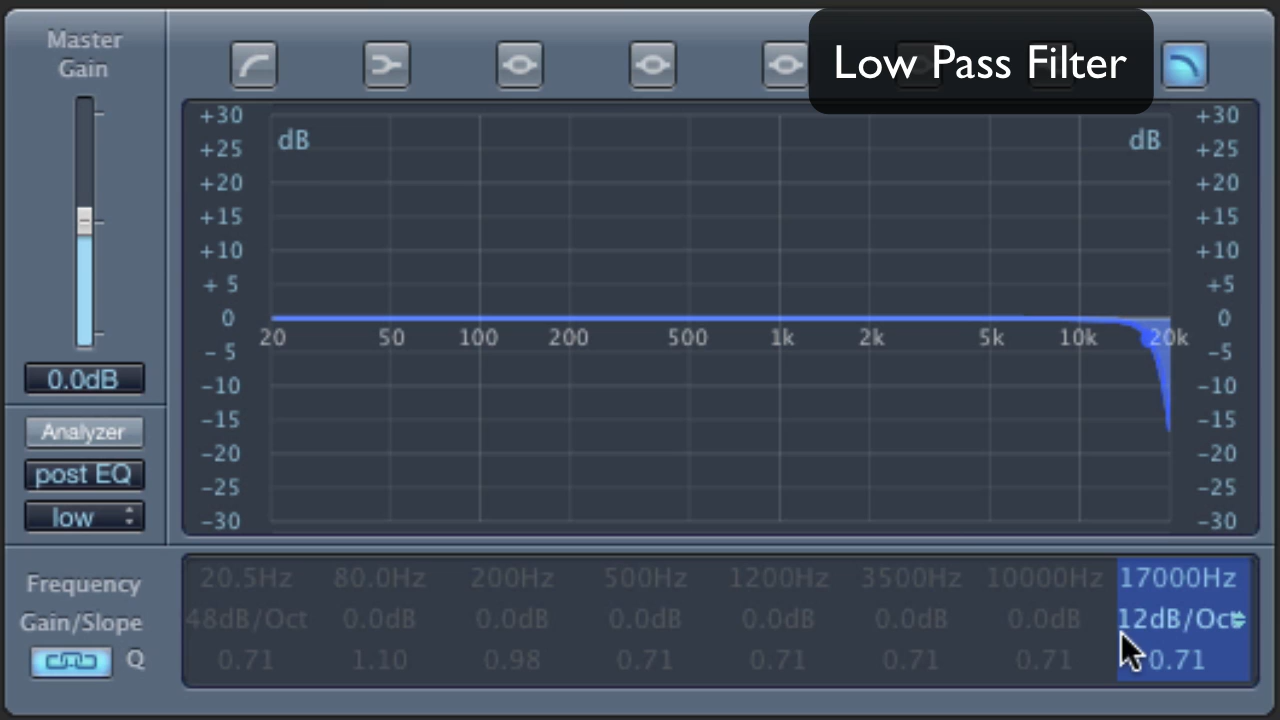 Master
Gain
Low Pass Filter
+30 +30
dB dB
+25 +25
+20 +20
+15 +15
+10 +10
+ 5 +5
0 0
20 50 100 200 500 1k 2k 5k 10k 20k
– 5 –5
–10 –10
–15 –15
–20 –20
–25 –25
–30 –30
0.0dB
Analyzer
post EQ
low
Frequency 20.5Hz 80.0Hz 200Hz 500Hz 1200Hz 3500Hz 10000Hz 17000Hz
Gain/Slope 48dB/Oct 0.0dB 0.0dB 0.0dB 0.0dB 0.0dB 0.0dB 12dB/Oct
Q 0.71 1.10 0.98 0.71 0.71 0.71 0.71 0.71